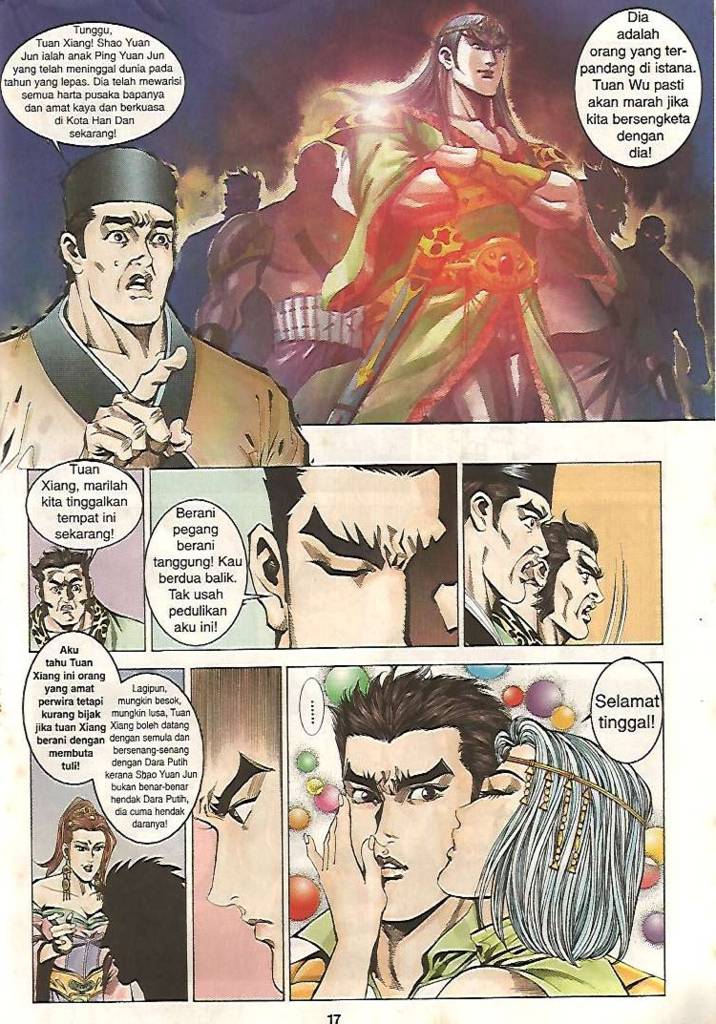 Tunggu,
Tuan Xiang! Shao Yuan
Jun ialah anak Ping Yuan Jun
yang telah meninggal dunia pada
tahun yang lepas. Dia telah mewarisi
semua harta pusaka bapanya
dan amat kaya dan berkuasa
di Kota Han Dan
sekarang!
Dia
adalah
orang yang ter-
pandang di istana.
Tuan Wu pasti
akan marah jika
kita bersengketa
dengan
dia!
Tuan
Xiang, marilah
kita tinggalkan
tempat ini
sekarang!
Berani
pegang
berani
tanggung! Kau
berdua balik.
Tak usah
pedulikan
aku ini!
Aku
tahu Tuan
Xiang ini orang
yang amat
perwira tetapi
kurang bijak
jika tuan Xiang
berani dengan
membuta
tuli!
Lagipun,
mungkin besok,
mungkin lusa, Tuan
Xiang boleh datang
dengan semula dan
bersenang-senang
dengan Dara Putih
kerana Shao Yuan Jun
bukan benar-benar
hendak Dara Putih,
dia cuma hendak
daranya!
......
Selamat
tinggal!
17